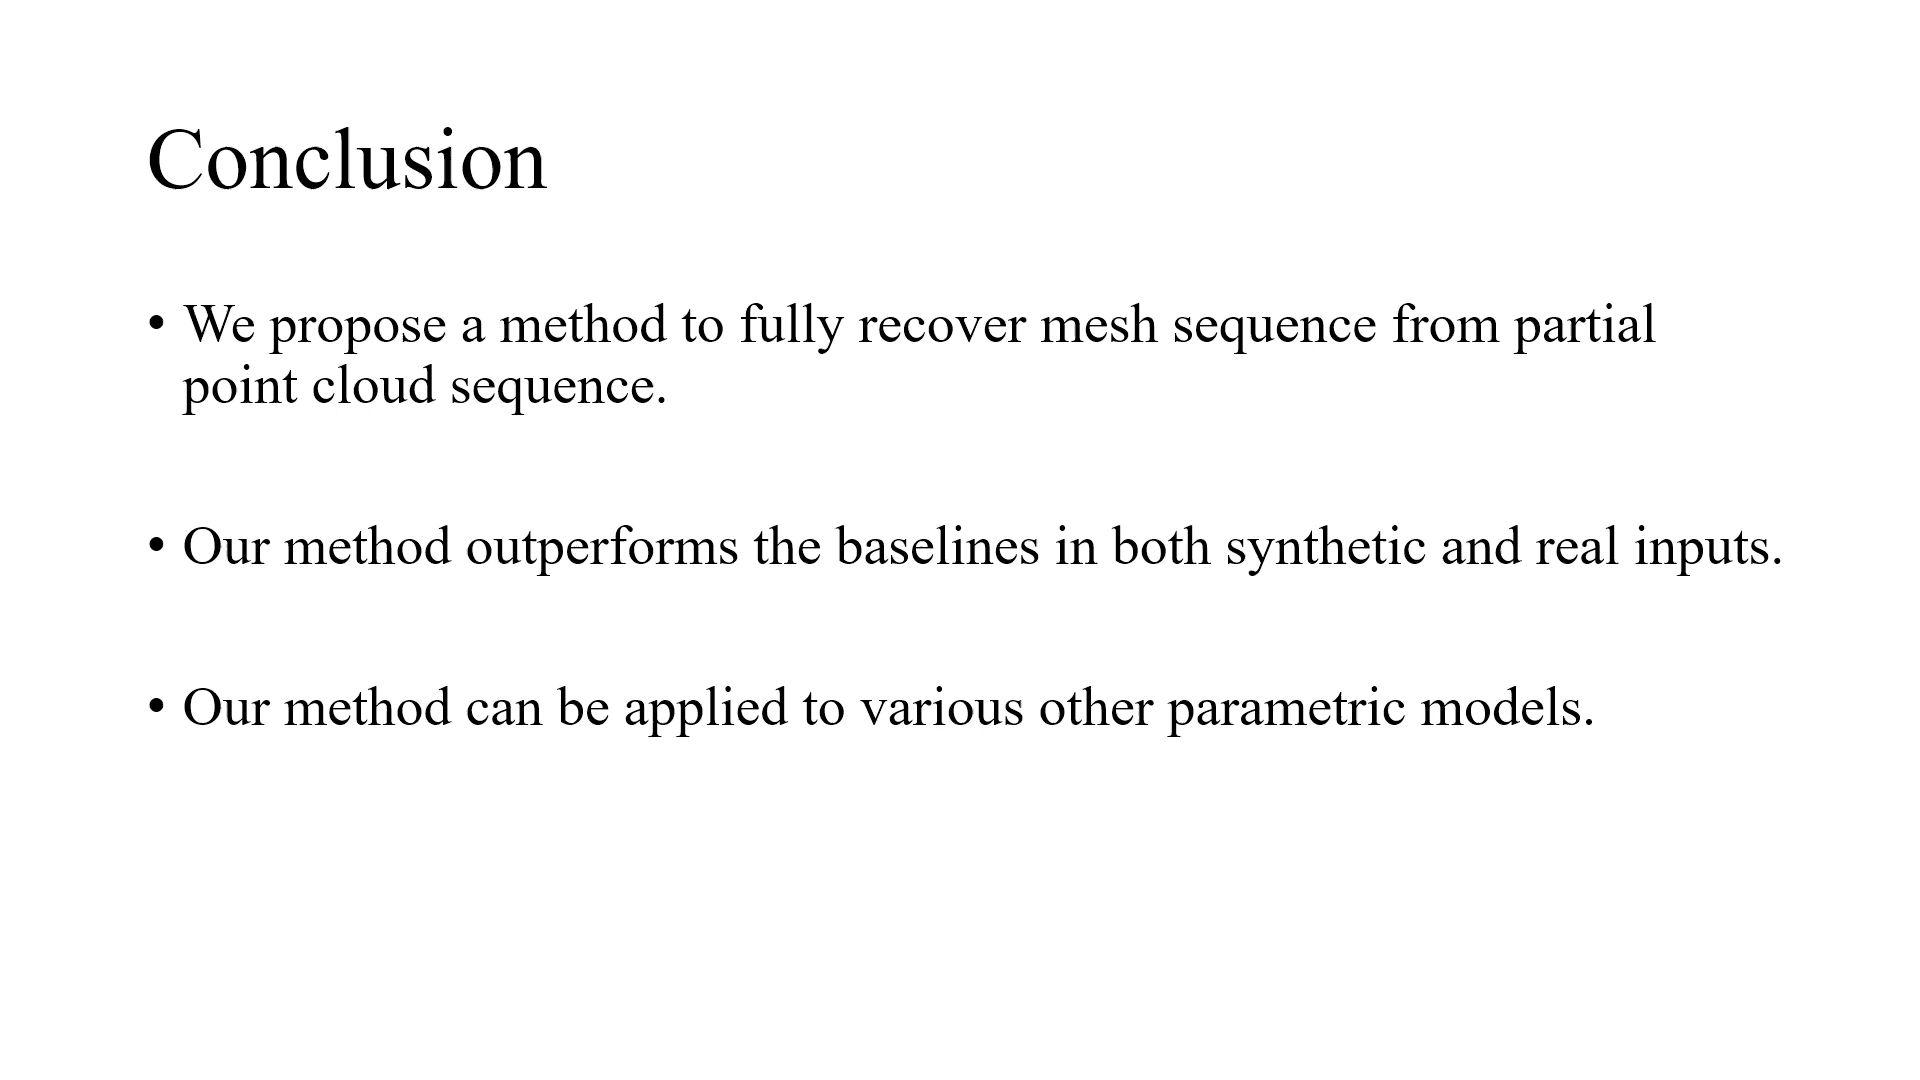 Conclusion
• We propose a method to fully recover mesh sequence from partial
point cloud sequence.
• Our method outperforms the baselines in both synthetic and real inputs.
• Our method can be applied to various other parametric models.